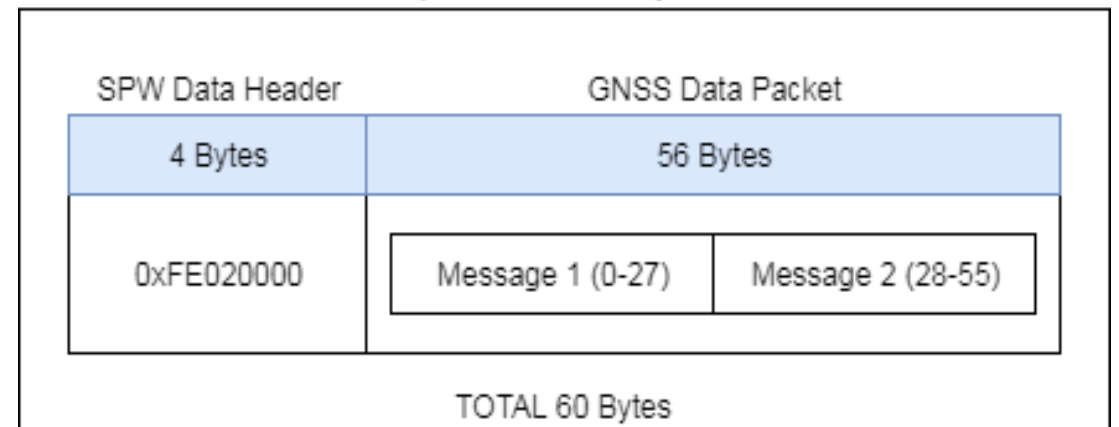 SPW Data Header GNSS Data Packet
4 Bytes 56 Bytes
0xFE020000 Message 1 (0-27) Message 2 (28-55)
TOTAL 60 Bytes